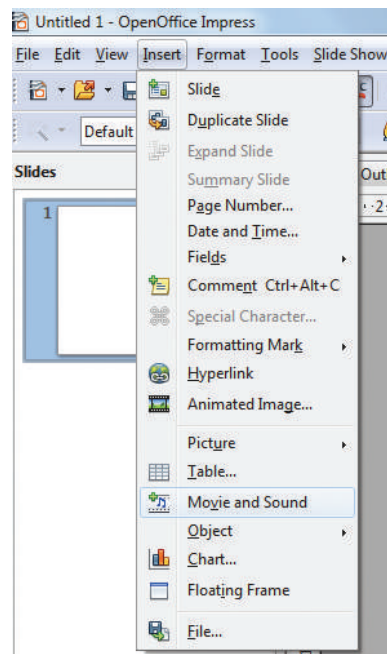 Untitled 1 - OpenOffice Impress
File Edit View Insert Format Tools Slide Show
Default
Slides
Out
1
2
Slide
Duplicate Slide
Expand Slide
Summary Slide
Page Number...
Date and Time...
Fields
Comment Ctrl+Alt+C
Special Character...
Formatting Mark
Hyperlink
Animated Image...
Picture
Table...
Movie and Sound
Object
Chart...
Floating Frame
File...